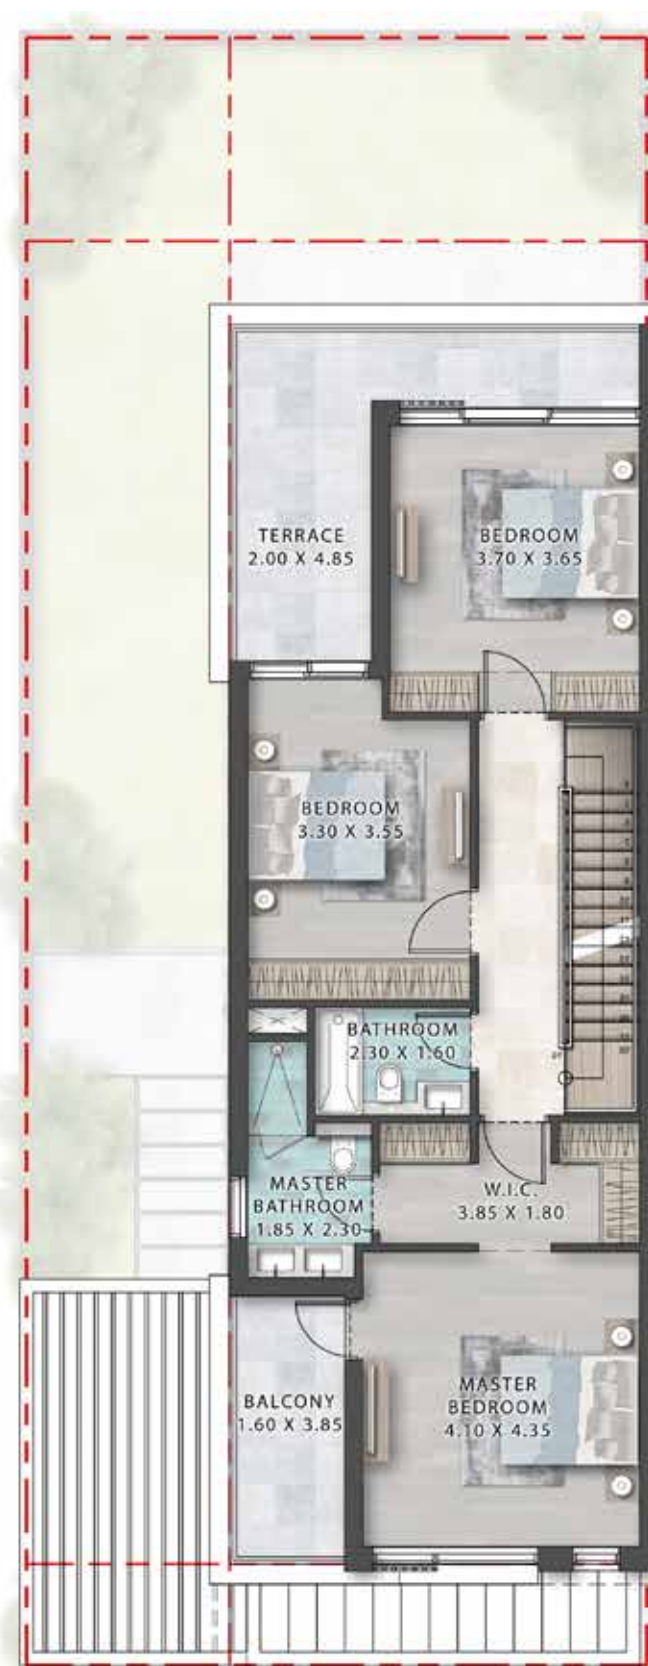 TERRACE
2.00 X 4.85
BEDROOM
3.70 X 3.65
BEDROOM
3.30 X 3.55
BATHROOM
2.30 X 1.60
MASTER
BATHROOM
1.85 X 2.30
W.I.C.
3.85 X 1.80
BALCONY
1.60 X 3.85
MASTER
BEDROOM
4.10 X 4.35